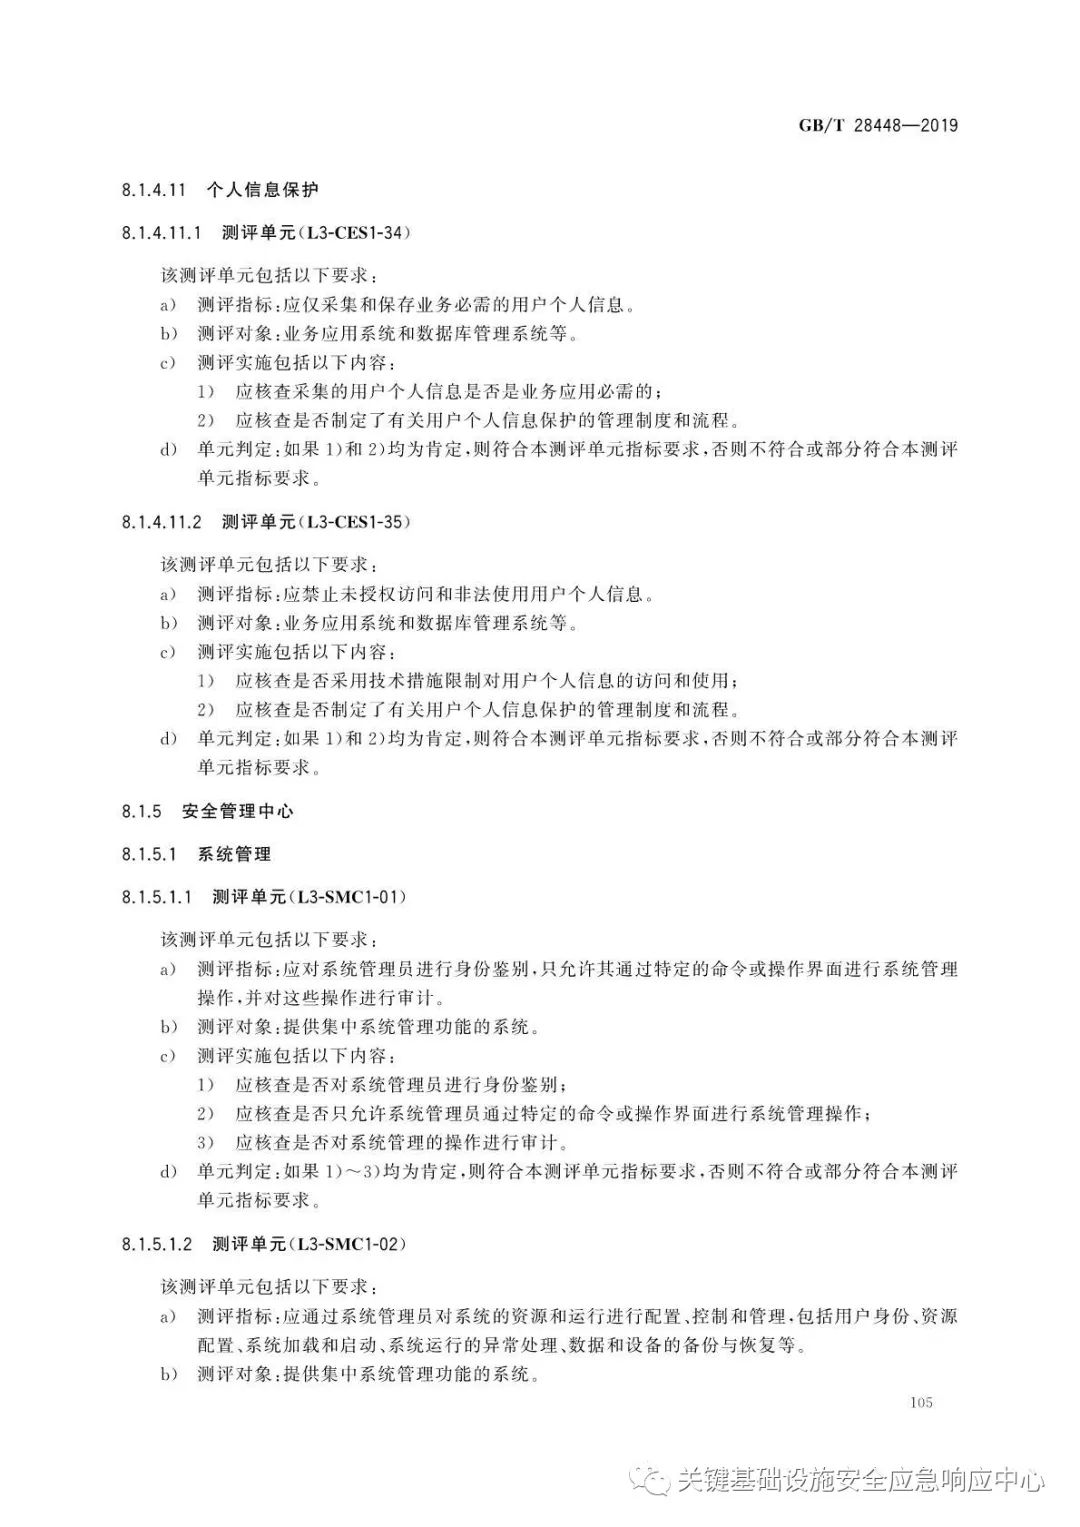 GB/T 28448—2019
8.1.4.11 个人信息保护
8.1.4.11.1 测评单元(L3-CES1-34)
该测评单元包括以下要求:
a) 测评指标:应仅采集和保存业务必需的用户个人信息。
b) 测评对象:业务应用系统和数据库管理系统等。
c) 测评实施包括以下内容:
1) 应核查采集的用户个人信息是否是业务应用必需的;
2) 应核查是否制定了有关用户个人信息保护的管理制度和流程。
d) 单元判定:如果 1)和 2)均为肯定,则符合本测评单元指标要求,否则不符合或部分符合本测评
单元指标要求。
8.1.4.11.2 测评单元(L3-CES1-35)
该测评单元包括以下要求:
a) 测评指标:应禁止未授权访问和非法使用用户个人信息。
b) 测评对象:业务应用系统和数据库管理系统等。
c) 测评实施包括以下内容:
1) 应核查是否采用技术措施限制对用户个人信息的访问和使用;
2) 应核查是否制定了有关用户个人信息保护的管理制度和流程。
d) 单元判定:如果 1)和 2)均为肯定,则符合本测评单元指标要求,否则不符合或部分符合本测评
单元指标要求。
8.1.5 安全管理中心
8.1.5.1 系统管理
8.1.5.1.1 测评单元(L3-SMC1-01)
该测评单元包括以下要求:
a) 测评指标:应对系统管理员进行身份鉴别,只允许其通过特定的命令或操作界面进行系统管理
操作,并对这些操作进行审计。
b) 测评对象:提供集中系统管理功能的系统。
c) 测评实施包括以下内容:
1) 应核查是否对系统管理员进行身份鉴别;
2) 应核查是否只允许系统管理员通过特定的命令或操作界面进行系统管理操作;
3) 应核查是否对系统管理的操作进行审计。
d) 单元判定:如果 1)～3)均为肯定,则符合本测评单元指标要求,否则不符合或部分符合本测评
单元指标要求。
8.1.5.1.2 测评单元(L3-SMC1-02)
该测评单元包括以下要求:
a) 测评指标:应通过系统管理员对系统的资源和运行进行配置、控制和管理,包括用户身份、资源
配置、系统加载和启动、系统运行的异常处理、数据和设备的备份与恢复等。
b) 测评对象:提供集中系统管理功能的系统。
105
关键基础设施安全应急响应中心